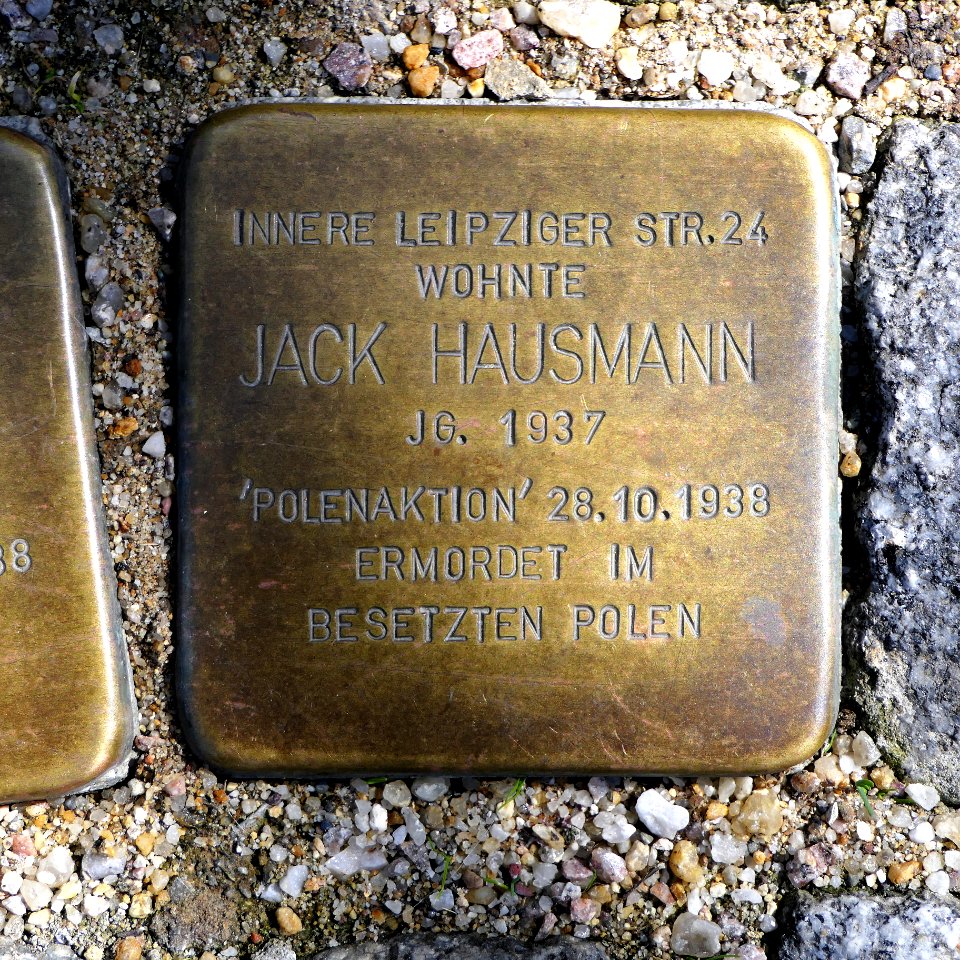 INNERE LEIPZIGER STR.24
WOHNTE
JACK HAUSMANN
JG. 1937
'POLENAKTION' 28.10.1938
ERMORDET IM
BESETZTEN POLEN